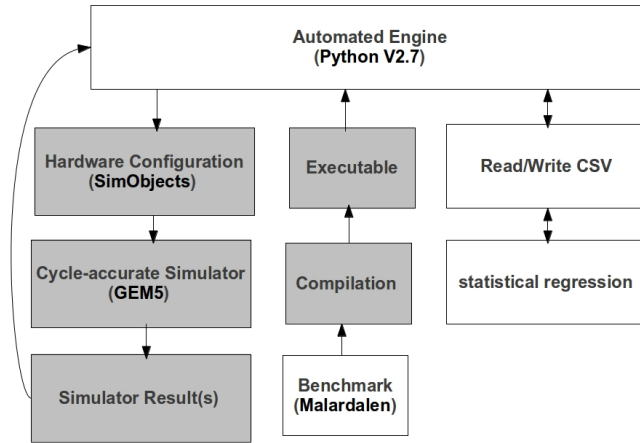 Automated Engine
(Python V2.7)
Hardware Configuration
(SimObjects)
Executable
Read/Write CSV
Cycle-accurate Simulator
(GEM5)
Compilation
statistical regression
Simulator Result(s)
Benchmark
(Malardalen)